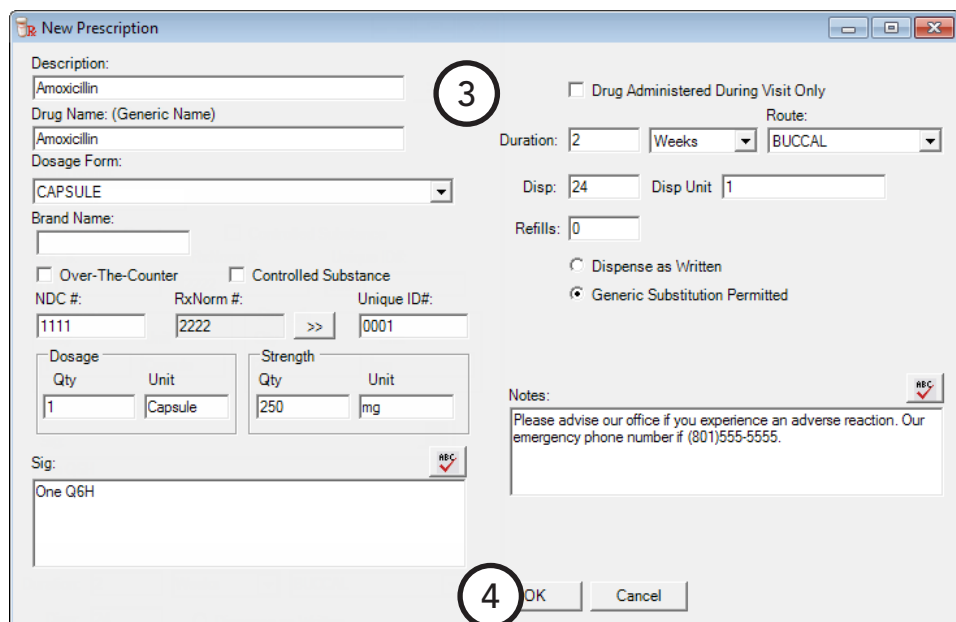 New Prescription
Description:
Amoxicillin
Drug Name: (Generic Name)
Amoxicillin
Dosage Form:
CAPSULE
Brand Name:
Over-The-Counter Controlled Substance
NDC #: RxNorm #: Unique ID#:
1111 2222 >> 0001
Dosage Strength
Qty Unit Qty Unit
1 Capsule 250 mg
Sig:
ABC
One Q6H
3
Drug Administered During Visit Only
Route:
Duration: 2 Weeks BUCCAL
Disp: 24 Disp Unit 1
Refills: 0
Dispense as Written
Generic Substitution Permitted
Notes:
ABC
Please advise our office if you experience an adverse reaction. Our
emergency phone number if (801)555-5555.
4 OK Cancel